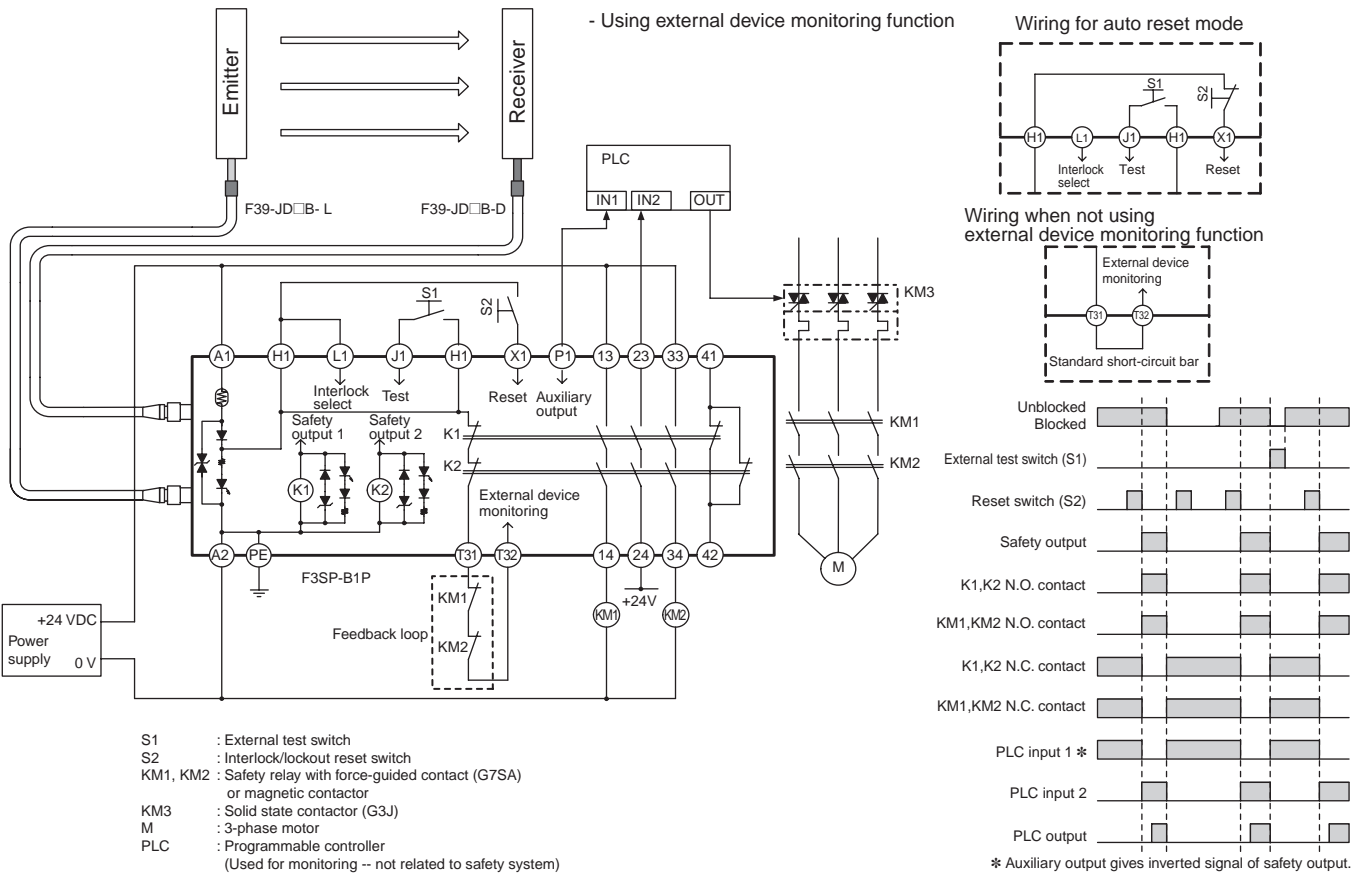 - Using external device monitoring function
Emitter
Receiver
F39-JD□B- L
F39-JD□B-D
PLC
IN1
IN2
OUT
KM3
S1
S2
A1
H1
L1
J1
H1
X1
P1
13
23
33
41
Interlock
select
Test
Reset
Auxiliary
output
Safety
output 1
Safety
output 2
K1
K2
K1
K2
External device
monitoring
KM1
KM2
M
A2
PE
T31
T32
14
24
34
42
F3SP-B1P
+24V
KM1
KM2
KM1
KM2
Feedback loop
+24 VDC
Power
supply
0 V
S1 : External test switch
S2 : Interlock/lockout reset switch
KM1, KM2 : Safety relay with force-guided contact (G7SA)
or magnetic contactor
KM3 : Solid state contactor (G3J)
M : 3-phase motor
PLC : Programmable controller
(Used for monitoring -- not related to safety system)
Wiring for auto reset mode
S1
S2
H1
L1
J1
H1
X1
Interlock
select
Test
Reset
Wiring when not using
external device monitoring function
External device
monitoring
T31
T32
Standard short-circuit bar
Unblocked
Blocked
External test switch (S1)
Reset switch (S2)
Safety output
K1,K2 N.O. contact
KM1,KM2 N.O. contact
K1,K2 N.C. contact
KM1,KM2 N.C. contact
PLC input 1 ✻
PLC input 2
PLC output
✻ Auxiliary output gives inverted signal of safety output.